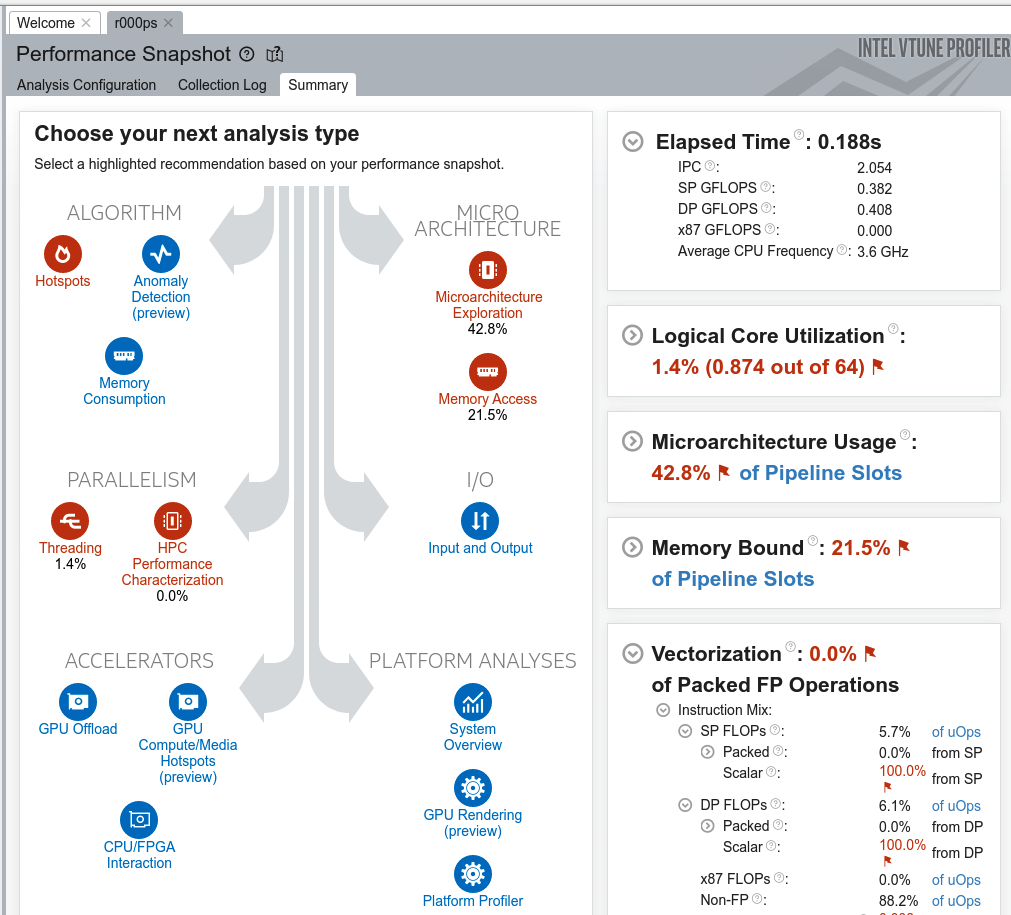 Welcome
r000ps
Performance Snapshot
INTEL VTUNE PROFILER
Analysis Configuration
Collection Log
Summary
Choose your next analysis type
Select a highlighted recommendation based on your performance snapshot.
ALGORITHM
Hotspots
Anomaly
Detection
(preview)
Memory
Consumption
MICRO
ARCHITECTURE
Microarchitecture
Exploration
42.8%
Memory Access
21.5%
PARALLELISM
Threading
1.4%
HPC
Performance
Characterization
0.0%
I/O
Input and Output
ACCELERATORS
GPU Offload
GPU
Compute/Media
Hotspots
(preview)
CPU/FPGA
Interaction
PLATFORM ANALYSES
System
Overview
GPU Rendering
(preview)
Platform Profiler
Elapsed Time ?: 0.188s
IPC ?: 2.054
SP GFLOPS ?: 0.382
DP GFLOPS ?: 0.408
x87 GFLOPS ?: 0.000
Average CPU Frequency ?: 3.6 GHz
Logical Core Utilization ?:
1.4% (0.874 out of 64)
Microarchitecture Usage ?:
42.8% of Pipeline Slots
Memory Bound ?: 21.5%
of Pipeline Slots
Vectorization ?: 0.0%
of Packed FP Operations
Instruction Mix:
SP FLOPs ?: 5.7% of uOps
Packed ?: 0.0% from SP
Scalar ?: 100.0% from SP
DP FLOPs ?: 6.1% of uOps
Packed ?: 0.0% from DP
Scalar ?: 100.0% from DP
x87 FLOPs ?: 0.0% of uOps
Non-FP ?: 88.2% of uOps